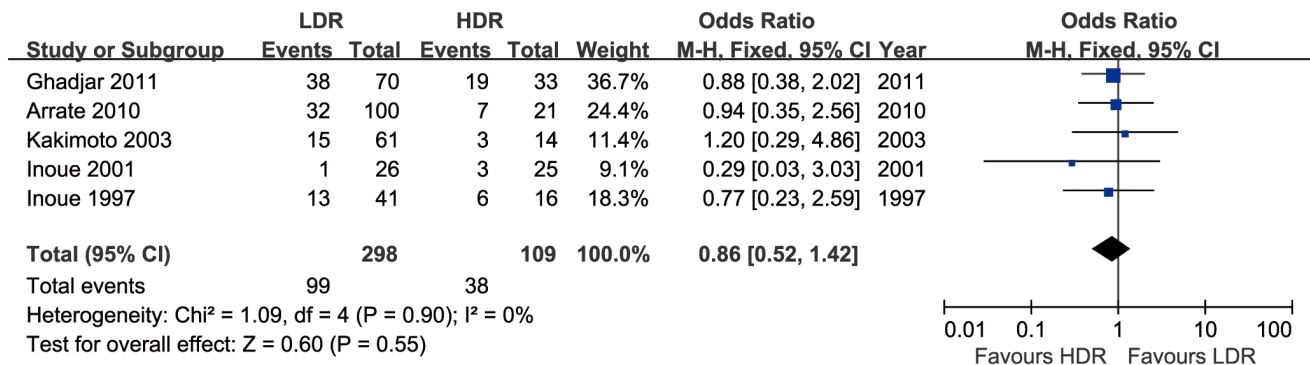 LDR HDR Odds Ratio Odds Ratio
Study or Subgroup Events Total Events Total Weight M-H, Fixed, 95% CI Year M-H, Fixed, 95% CI
Ghadjar 2011 38 70 19 33 36.7% 0.88 [0.38, 2.02] 2011
Arrate 2010 32 100 7 21 24.4% 0.94 [0.35, 2.56] 2010
Kakimoto 2003 15 61 3 14 11.4% 1.20 [0.29, 4.86] 2003
Inoue 2001 1 26 3 25 9.1% 0.29 [0.03, 3.03] 2001
Inoue 1997 13 41 6 16 18.3% 0.77 [0.23, 2.59] 1997
Total (95% CI) 298 109 100.0% 0.86 [0.52, 1.42]
Total events 99 38
Heterogeneity: Chi² = 1.09, df = 4 (P = 0.90); I² = 0%
Test for overall effect: Z = 0.60 (P = 0.55)
0.01 0.1 1 10 100
Favours HDR Favours LDR